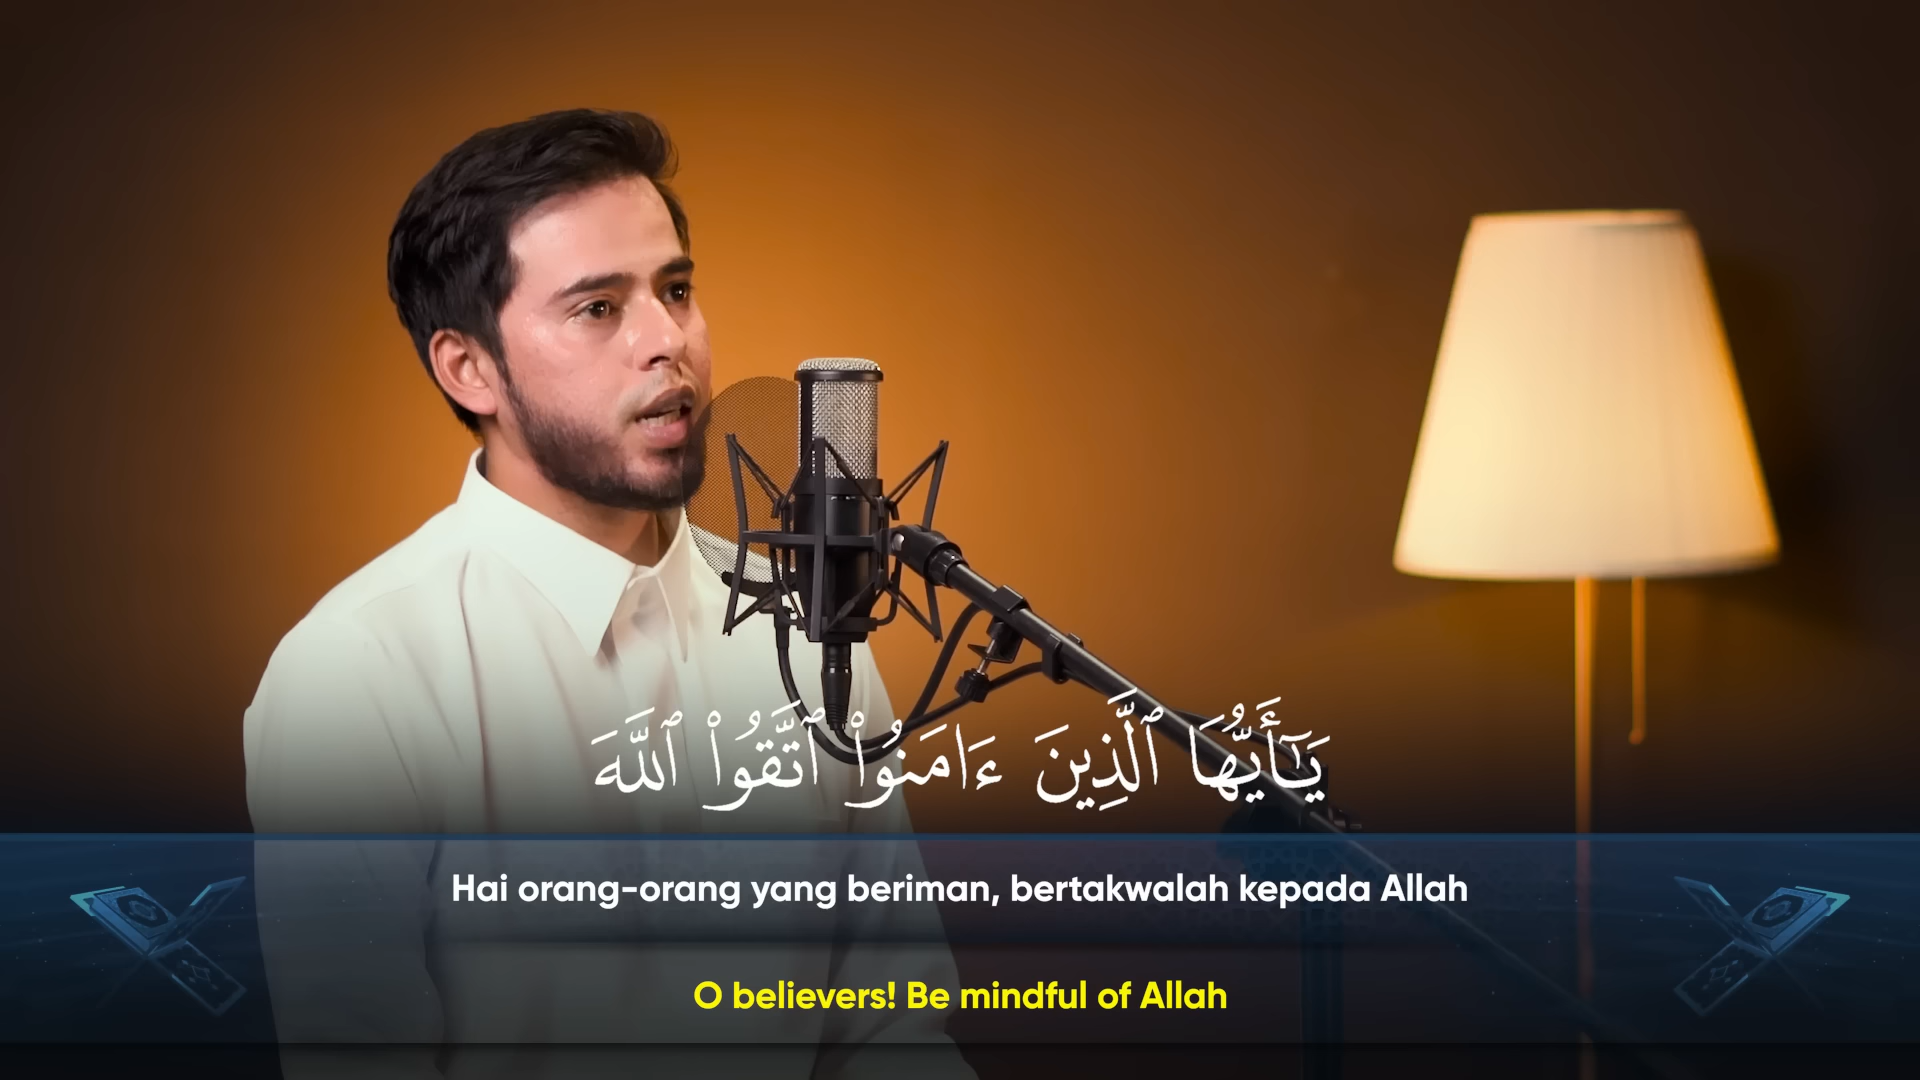 يَـٰٓأَيُّهَا ٱلَّذِينَ ءَامَنُوا۟ ٱتَّقُوا۟ ٱللَّهَ
Hai orang-orang yang beriman, bertakwalah kepada Allah
O believers! Be mindful of Allah